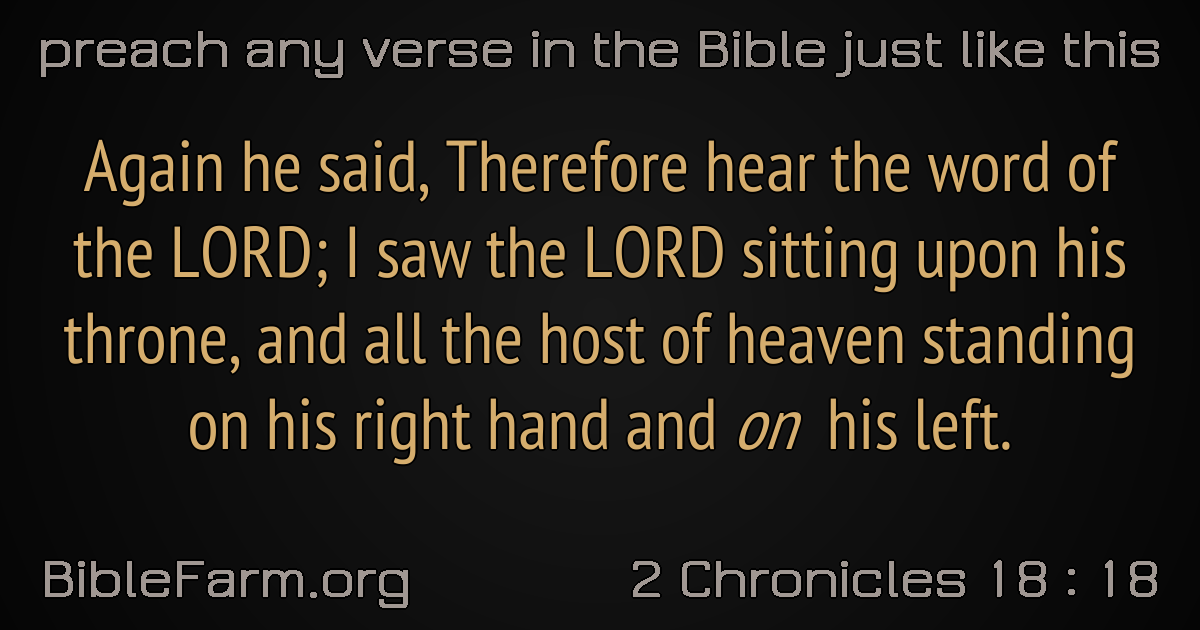 preach any verse in the Bible just like this
Again he said, Therefore hear the word of
the LORD; I saw the LORD sitting upon his
throne, and all the host of heaven standing
on his right hand and on his left.
BibleFarm.org
2 Chronicles 18 : 18